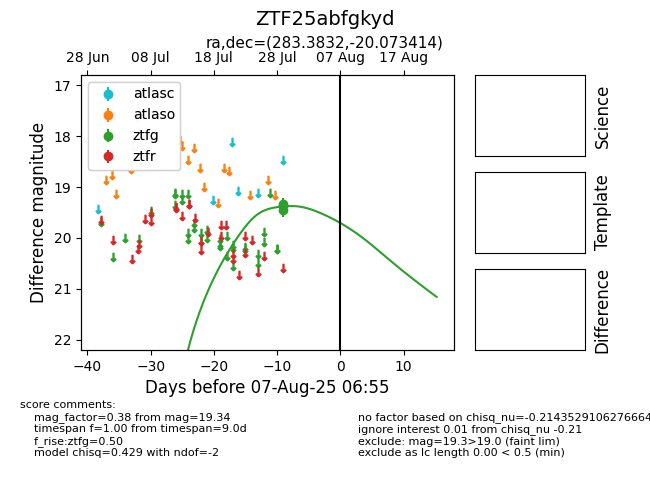 ZTF25abfgkyd
ra,dec=(283.3832,-20.073414)
28 Jun 08 Jul 18 Jul 28 Jul 07 Aug 17 Aug
atlasc
atlaso
ztfg
ztfr
17
18
19
20
21
22
Difference magnitude
−40 −30 −20 −10 0 10
Days before 07-Aug-25 06:55
Science
Template
Difference
score comments:
mag_factor=0.38 from mag=19.34
timespan f=1.00 from timespan=9.0d
f_rise:ztfg=0.50
model chisq=0.429 with ndof=-2
no factor based on chisq_nu=-0.2143529106276664
ignore interest 0.01 from chisq_nu -0.21
exclude: mag=19.3>19.0 (faint lim)
exclude as lc length 0.00 < 0.5 (min)